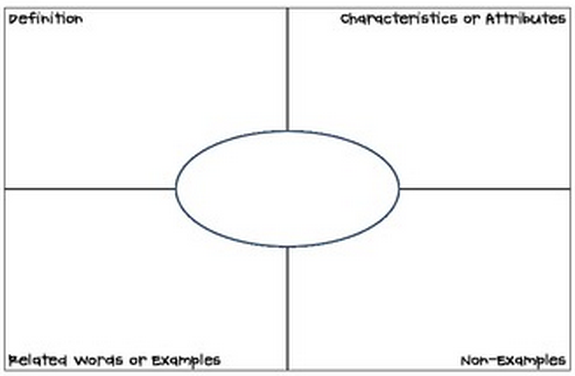 Definition
Characteristics or Attributes
Related Words or Examples
Non-Examples